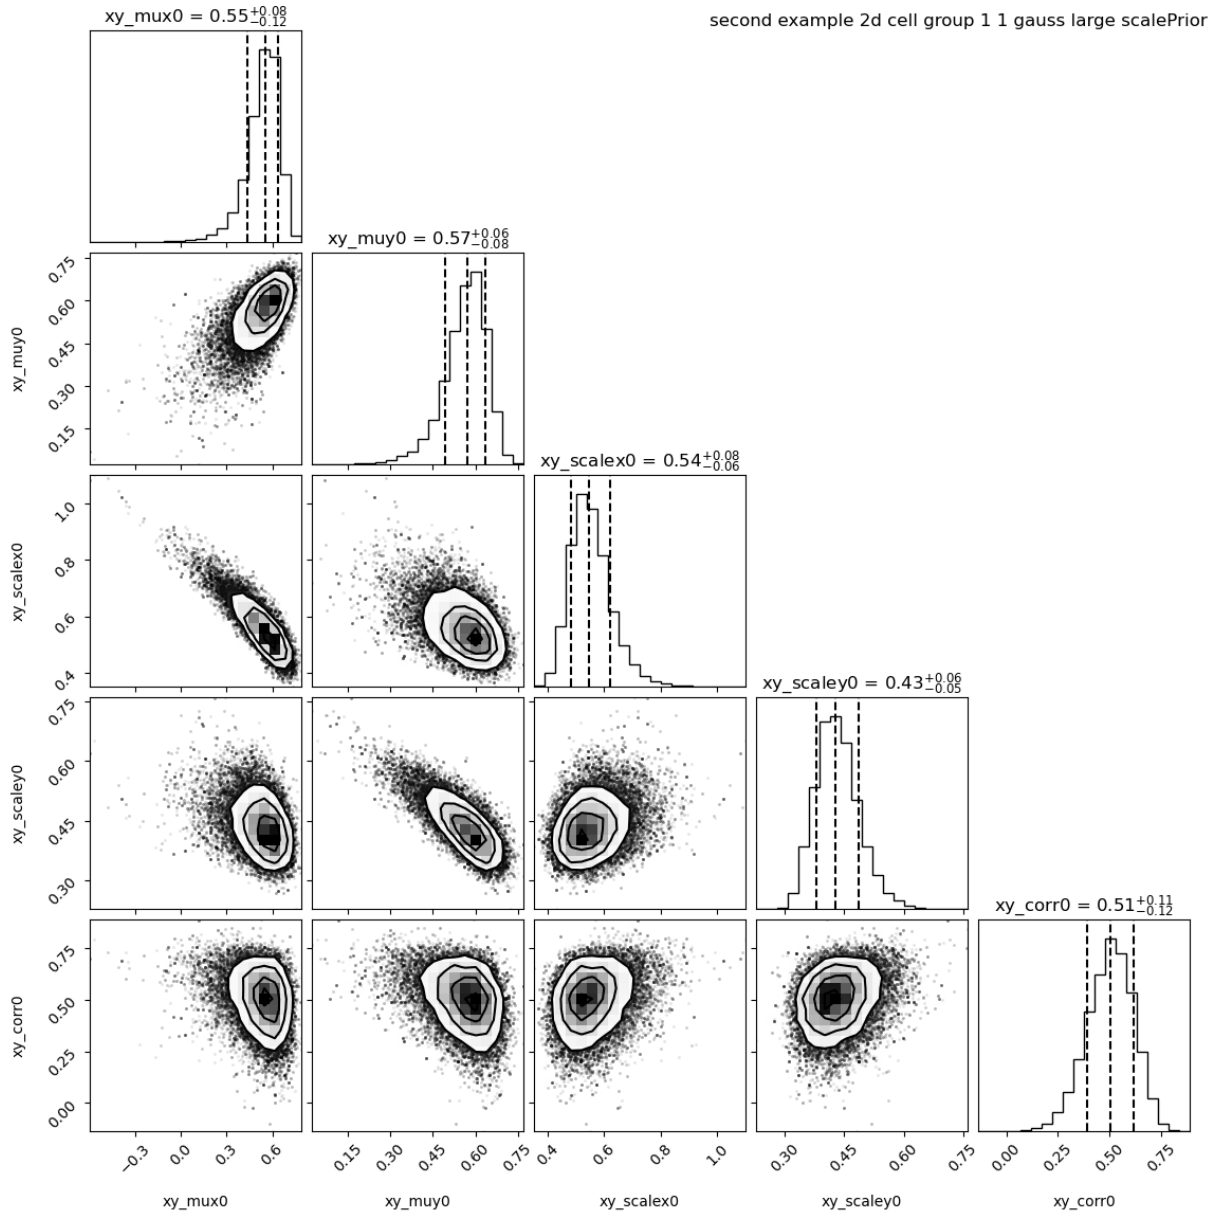 xy_mux0 = 0.55+0.08−0.12
second example 2d cell group 1 1 gauss large scalePrior
xy_muy0 = 0.57+0.06−0.08
0.75
0.60
0.45
0.30
0.15
xy_muy0
xy_scalex0 = 0.54+0.08−0.06
1.0
0.8
0.6
0.4
xy_scalex0
xy_scaley0 = 0.43+0.06−0.05
0.75
0.60
0.45
0.30
xy_scaley0
xy_corr0 = 0.51+0.11−0.12
0.75
0.50
0.25
0.00
xy_corr0
−0.3 0.0 0.3 0.6
0.15 0.30 0.45 0.60 0.75
0.4 0.6 0.8 1.0
0.30 0.45 0.60 0.75
0.00 0.25 0.50 0.75
xy_mux0 xy_muy0 xy_scalex0 xy_scaley0 xy_corr0